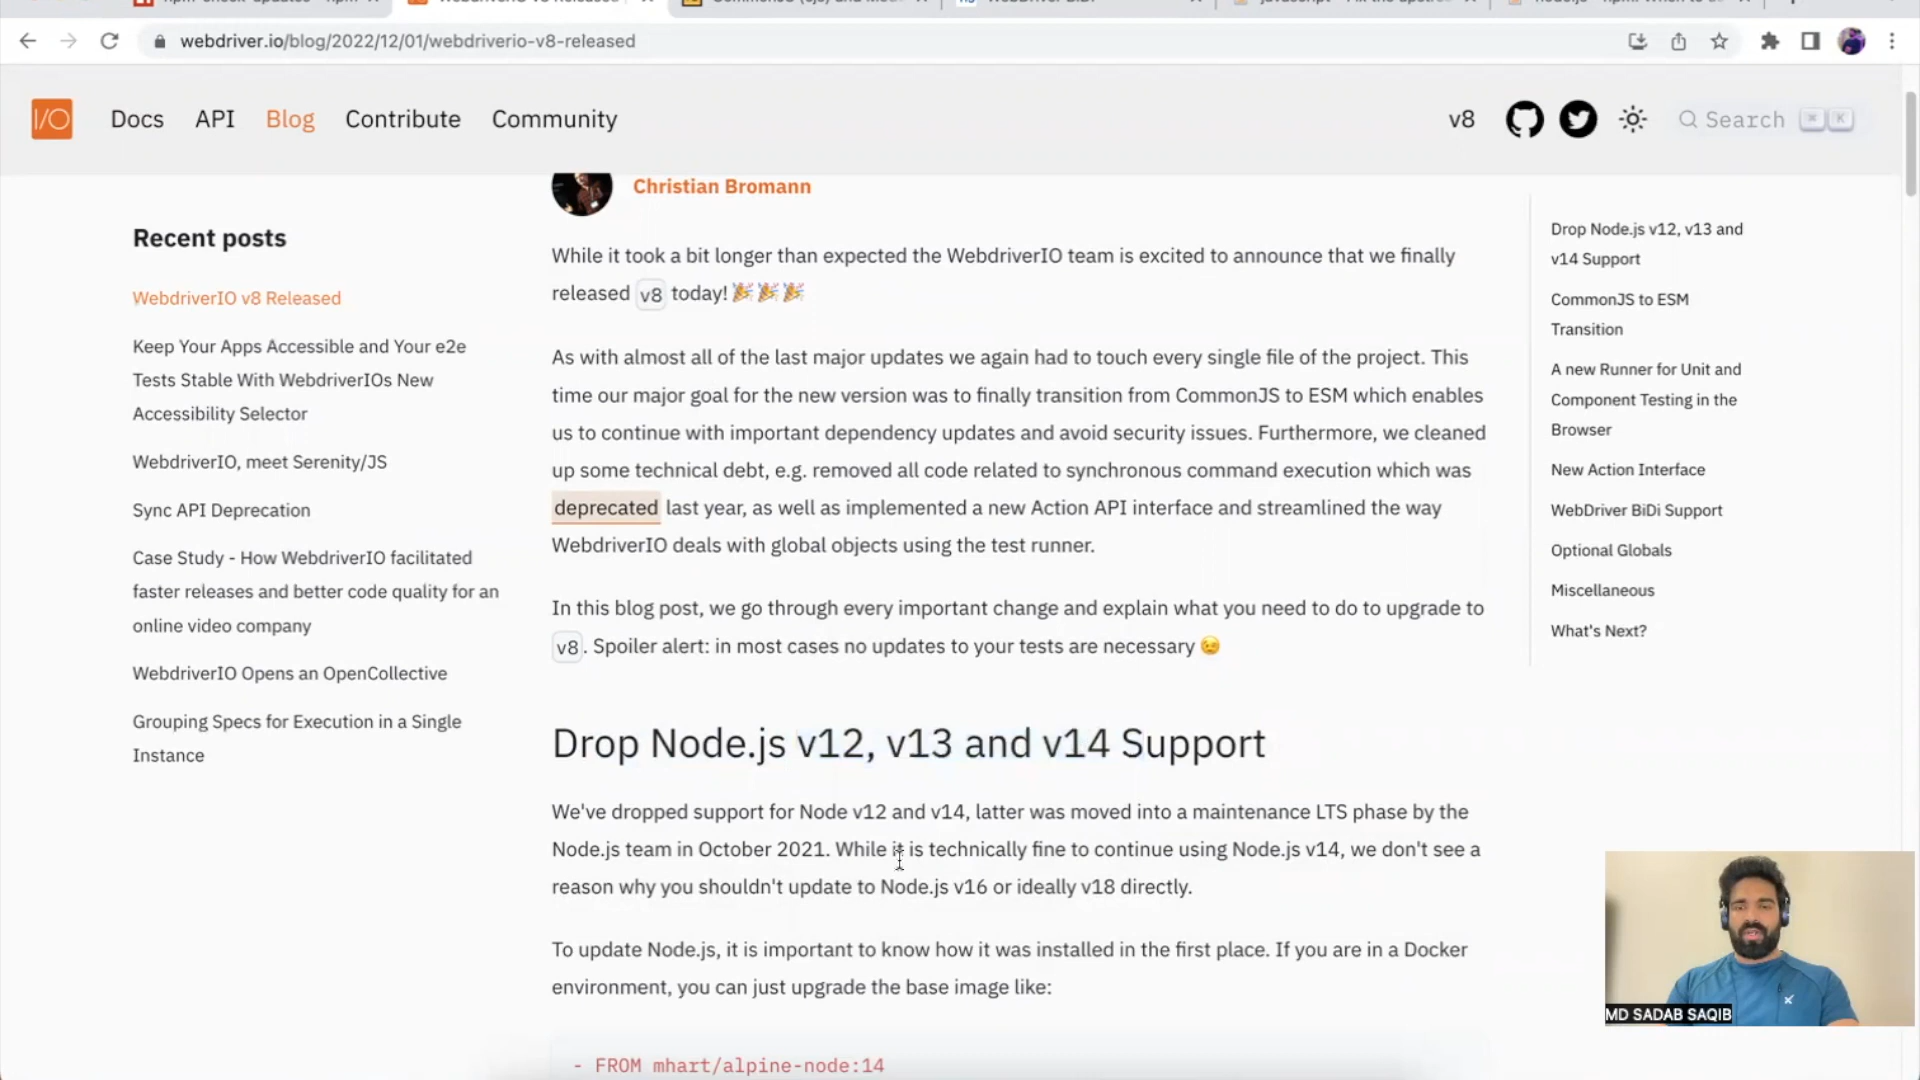 webdriver.io/blog/2022/12/01/webdriverio-v8-released
I/O
Docs API Blog Contribute Community
v8
Search ⌘ K
Christian Bromann
Recent posts
WebdriverIO v8 Released
Keep Your Apps Accessible and Your e2e
Tests Stable With WebdriverIOs New
Accessibility Selector
WebdriverIO, meet Serenity/JS
Sync API Deprecation
Case Study - How WebdriverIO facilitated
faster releases and better code quality for an
online video company
WebdriverIO Opens an OpenCollective
Grouping Specs for Execution in a Single
Instance
While it took a bit longer than expected the WebdriverIO team is excited to announce that we finally
released v8 today! 🎉🎉🎉
As with almost all of the last major updates we again had to touch every single file of the project. This
time our major goal for the new version was to finally transition from CommonJS to ESM which enables
us to continue with important dependency updates and avoid security issues. Furthermore, we cleaned
up some technical debt, e.g. removed all code related to synchronous command execution which was
deprecated last year, as well as implemented a new Action API interface and streamlined the way
WebdriverIO deals with global objects using the test runner.
In this blog post, we go through every important change and explain what you need to do to upgrade to
v8. Spoiler alert: in most cases no updates to your tests are necessary 😉
Drop Node.js v12, v13 and v14 Support
We've dropped support for Node v12 and v14, latter was moved into a maintenance LTS phase by the
Node.js team in October 2021. While it is technically fine to continue using Node.js v14, we don't see a
reason why you shouldn't update to Node.js v16 or ideally v18 directly.
To update Node.js, it is important to know how it was installed in the first place. If you are in a Docker
environment, you can just upgrade the base image like:
- FROM mhart/alpine-node:14
Drop Node.js v12, v13 and
v14 Support
CommonJS to ESM
Transition
A new Runner for Unit and
Component Testing in the
Browser
New Action Interface
WebDriver BiDi Support
Optional Globals
Miscellaneous
What's Next?
MD SADAB SAQIB